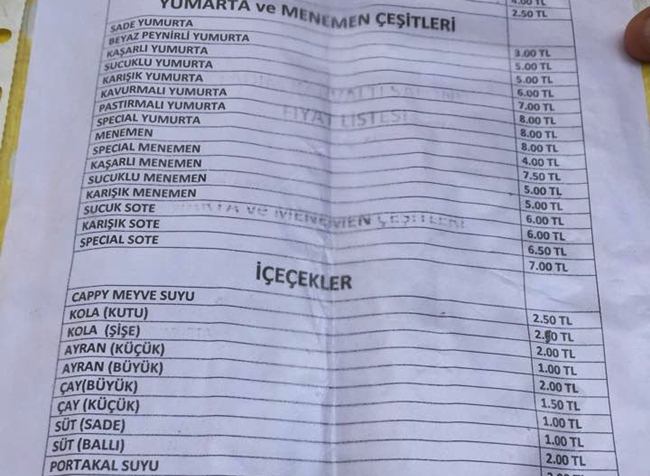 4.00 TL
2.50 TL
YUMARTA ve MENEMEN ÇEŞİTLERİ
SADE YUMURTA 3.00 TL
BEYAZ PEYNİRLİ YUMURTA 5.00 TL
KAŞARLI YUMURTA 5.00 TL
SUCUKLU YUMURTA 6.00 TL
KARIŞIK YUMURTA 7.00 TL
KAVURMALI YUMURTA 8.00 TL
PASTIRMALI YUMURTA 8.00 TL
SPECIAL YUMURTA 8.00 TL
MENEMEN 4.00 TL
SPECIAL MENEMEN 7.50 TL
KAŞARLI MENEMEN 5.00 TL
SUCUKLU MENEMEN 5.00 TL
KARIŞIK MENEMEN 6.00 TL
SUCUK SOTE 6.00 TL
KARIŞIK SOTE 6.50 TL
SPECIAL SOTE 7.00 TL
İÇEÇEKLER
CAPPY MEYVE SUYU 2.50 TL
KOLA (KUTU) TL
KOLA (ŞİŞE) 2.00 TL
AYRAN (KÜÇÜK) 1.00 TL
AYRAN (BÜYÜK) 2.00 TL
ÇAY(BÜYÜK) 1.50 TL
ÇAY (KÜÇÜK) 1.00 TL
SÜT (SADE) 1.00 TL
SÜT (BALLI) 2.00 TL
PORTAKAL SUYU